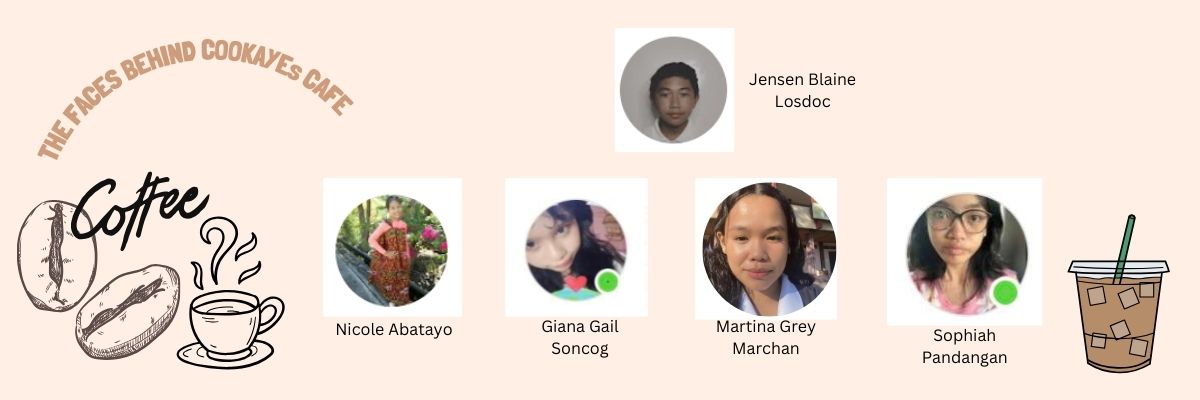 THE FACES BEHIND COOKAYEs CAFE
Jensen Blaine
Losdoc
Coffee
Nicole Abatayo
Giana Gail
Soncog
Martina Grey
Marchan
Sophiah
Pandangan